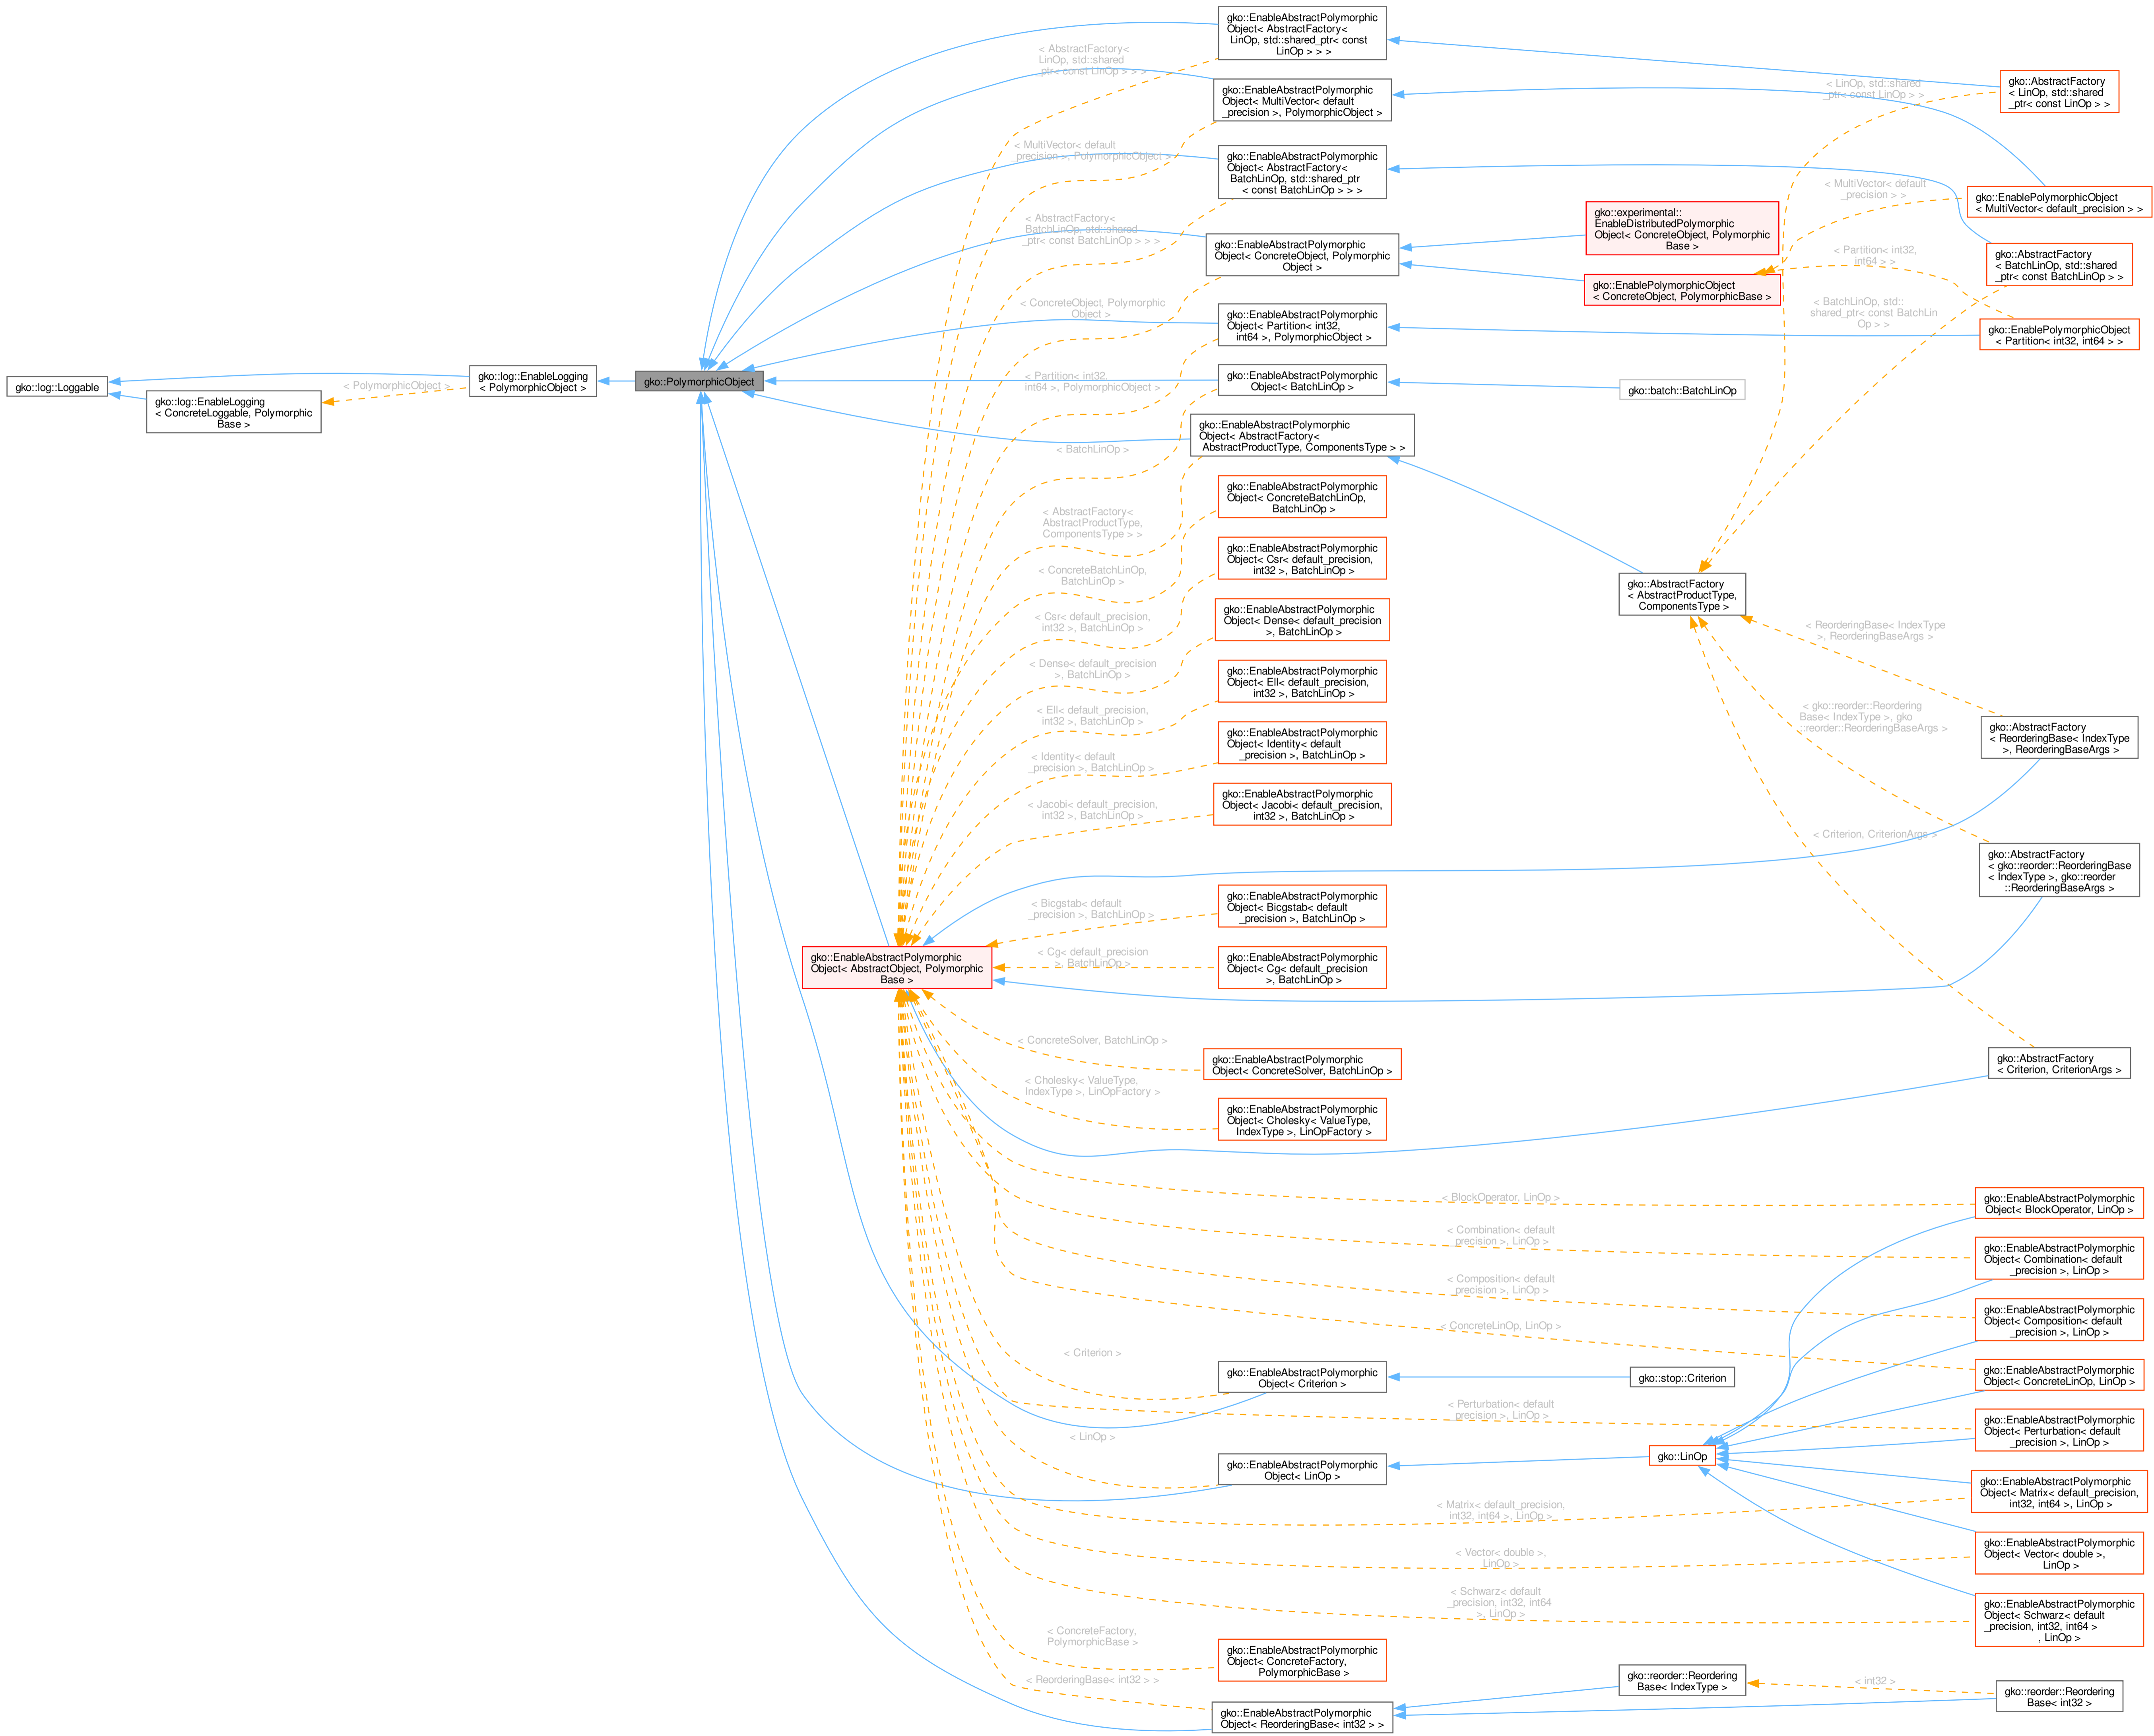 gko::log::Loggable
gko::log::EnableLogging
< ConcreteLoggable, Polymorphic
Base >
< PolymorphicObject >
gko::log::EnableLogging
< PolymorphicObject >
gko::PolymorphicObject
gko::EnableAbstractPolymorphic
Object< AbstractObject, Polymorphic
Base >
< AbstractFactory<
LinOp, std::shared
_ptr< const LinOp > > >
< MultiVector< default
_precision >, PolymorphicObject >
< AbstractFactory<
BatchLinOp, std::shared
_ptr< const BatchLinOp > > >
< ConcreteObject, Polymorphic
Object >
< Partition< int32,
int64 >, PolymorphicObject >
< BatchLinOp >
< AbstractFactory<
AbstractProductType,
ComponentsType > >
< ConcreteBatchLinOp,
BatchLinOp >
< Csr< default_precision,
int32 >, BatchLinOp >
< Dense< default_precision
>, BatchLinOp >
< Ell< default_precision,
int32 >, BatchLinOp >
< Identity< default
_precision >, BatchLinOp >
< Jacobi< default_precision,
int32 >, BatchLinOp >
< Bicgstab< default
_precision >, BatchLinOp >
< Cg< default_precision
>, BatchLinOp >
< ConcreteSolver, BatchLinOp >
< Cholesky< ValueType,
IndexType >, LinOpFactory >
< Criterion >
< LinOp >
< ConcreteFactory,
PolymorphicBase >
< ReorderingBase< int32 > >
gko::EnableAbstractPolymorphic
Object< AbstractFactory<
LinOp, std::shared_ptr< const
LinOp > > >
gko::EnableAbstractPolymorphic
Object< MultiVector< default
_precision >, PolymorphicObject >
gko::EnableAbstractPolymorphic
Object< AbstractFactory<
BatchLinOp, std::shared_ptr
< const BatchLinOp > > >
gko::EnableAbstractPolymorphic
Object< ConcreteObject, Polymorphic
Object >
gko::EnableAbstractPolymorphic
Object< Partition< int32,
int64 >, PolymorphicObject >
gko::EnableAbstractPolymorphic
Object< BatchLinOp >
gko::EnableAbstractPolymorphic
Object< AbstractFactory<
AbstractProductType, ComponentsType > >
gko::EnableAbstractPolymorphic
Object< ConcreteBatchLinOp,
BatchLinOp >
gko::EnableAbstractPolymorphic
Object< Csr< default_precision,
int32 >, BatchLinOp >
gko::EnableAbstractPolymorphic
Object< Dense< default_precision
>, BatchLinOp >
gko::EnableAbstractPolymorphic
Object< Ell< default_precision,
int32 >, BatchLinOp >
gko::EnableAbstractPolymorphic
Object< Identity< default
_precision >, BatchLinOp >
gko::EnableAbstractPolymorphic
Object< Jacobi< default_precision,
int32 >, BatchLinOp >
gko::EnableAbstractPolymorphic
Object< Bicgstab< default
_precision >, BatchLinOp >
gko::EnableAbstractPolymorphic
Object< Cg< default_precision
>, BatchLinOp >
gko::EnableAbstractPolymorphic
Object< ConcreteSolver, BatchLinOp >
gko::EnableAbstractPolymorphic
Object< Cholesky< ValueType,
IndexType >, LinOpFactory >
gko::EnableAbstractPolymorphic
Object< Criterion >
gko::EnableAbstractPolymorphic
Object< LinOp >
gko::EnableAbstractPolymorphic
Object< ConcreteFactory,
PolymorphicBase >
gko::EnableAbstractPolymorphic
Object< ReorderingBase< int32 > >
< BlockOperator, LinOp >
< Combination< default
_precision >, LinOp >
< Composition< default
_precision >, LinOp >
< ConcreteLinOp, LinOp >
< Perturbation< default
_precision >, LinOp >
< Matrix< default_precision,
int32, int64 >, LinOp >
< Vector< double >,
LinOp >
< Schwarz< default
_precision, int32, int64
>, LinOp >
gko::experimental::
EnableDistributedPolymorphic
Object< ConcreteObject, Polymorphic
Base >
gko::EnablePolymorphicObject
< ConcreteObject, PolymorphicBase >
gko::batch::BatchLinOp
gko::AbstractFactory
< AbstractProductType,
ComponentsType >
gko::stop::Criterion
gko::LinOp
gko::reorder::Reordering
Base< IndexType >
< LinOp, std::shared
_ptr< const LinOp > >
< MultiVector< default
_precision > >
< Partition< int32,
int64 > >
< BatchLinOp, std::
shared_ptr< const BatchLin
Op > >
< ReorderingBase< IndexType
>, ReorderingBaseArgs >
< gko::reorder::Reordering
Base< IndexType >, gko
::reorder::ReorderingBaseArgs >
< Criterion, CriterionArgs >
< int32 >
gko::AbstractFactory
< LinOp, std::shared
_ptr< const LinOp > >
gko::EnablePolymorphicObject
< MultiVector< default_precision > >
gko::AbstractFactory
< BatchLinOp, std::shared
_ptr< const BatchLinOp > >
gko::EnablePolymorphicObject
< Partition< int32, int64 > >
gko::AbstractFactory
< ReorderingBase< IndexType
>, ReorderingBaseArgs >
gko::AbstractFactory
< gko::reorder::ReorderingBase
< IndexType >, gko::reorder
::ReorderingBaseArgs >
gko::AbstractFactory
< Criterion, CriterionArgs >
gko::EnableAbstractPolymorphic
Object< BlockOperator, LinOp >
gko::EnableAbstractPolymorphic
Object< Combination< default
_precision >, LinOp >
gko::EnableAbstractPolymorphic
Object< Composition< default
_precision >, LinOp >
gko::EnableAbstractPolymorphic
Object< ConcreteLinOp, LinOp >
gko::EnableAbstractPolymorphic
Object< Perturbation< default
_precision >, LinOp >
gko::EnableAbstractPolymorphic
Object< Matrix< default_precision,
int32, int64 >, LinOp >
gko::EnableAbstractPolymorphic
Object< Vector< double >,
LinOp >
gko::EnableAbstractPolymorphic
Object< Schwarz< default
_precision, int32, int64 >
, LinOp >
gko::reorder::Reordering
Base< int32 >